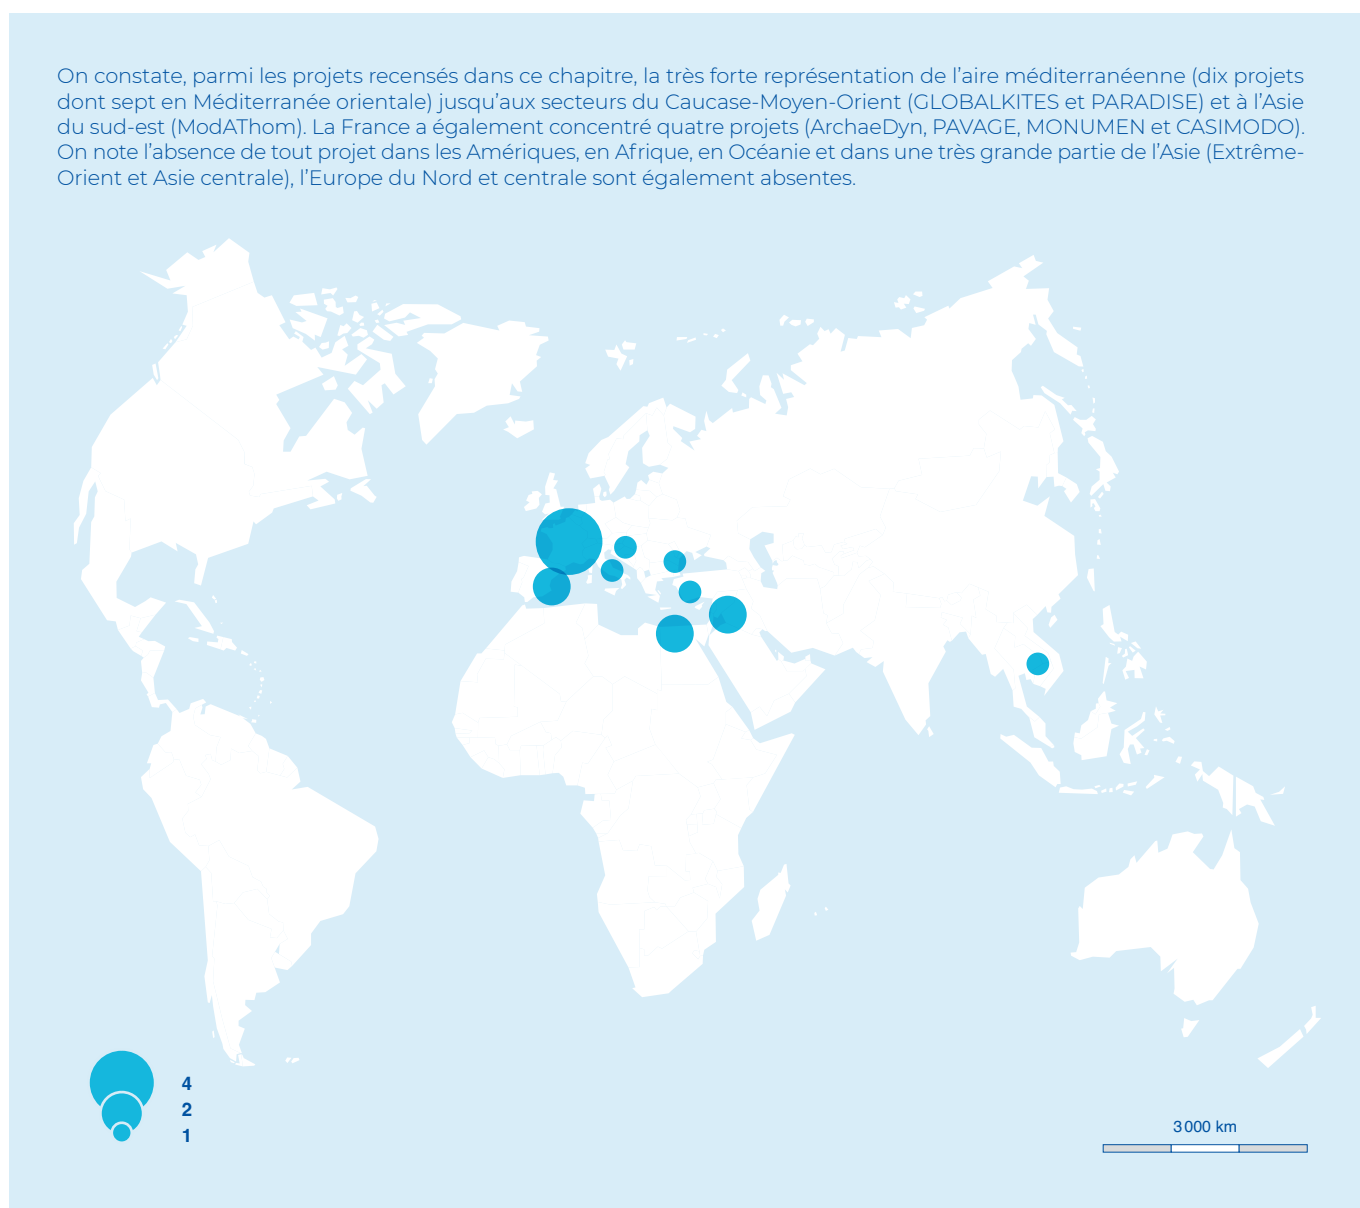 On constate, parmi les projets recensés dans ce chapitre, la très forte représentation de l’aire méditerranéenne (dix projets
dont sept en Méditerranée orientale) jusqu’aux secteurs du Caucase-Moyen-Orient (GLOBALKITES et PARADISE) et à l’Asie
du sud-est (ModAThom). La France a également concentré quatre projets (ArchaeDyn, PAVAGE, MONUMEN et CASIMODO).
On note l’absence de tout projet dans les Amériques, en Afrique, en Océanie et dans une très grande partie de l’Asie (Extrême-
Orient et Asie centrale), l’Europe du Nord et centrale sont également absentes.
4
2
1
3 000 km